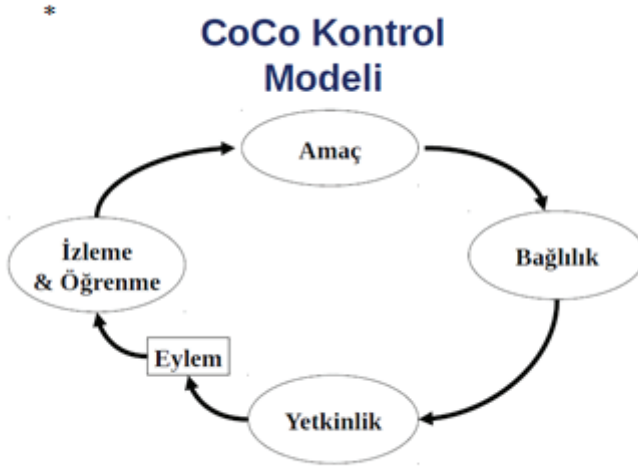 *
CoCo Kontrol
Modeli
Amaç
Bağlılık
Yetkinlik
Eylem
İzleme
& Öğrenme